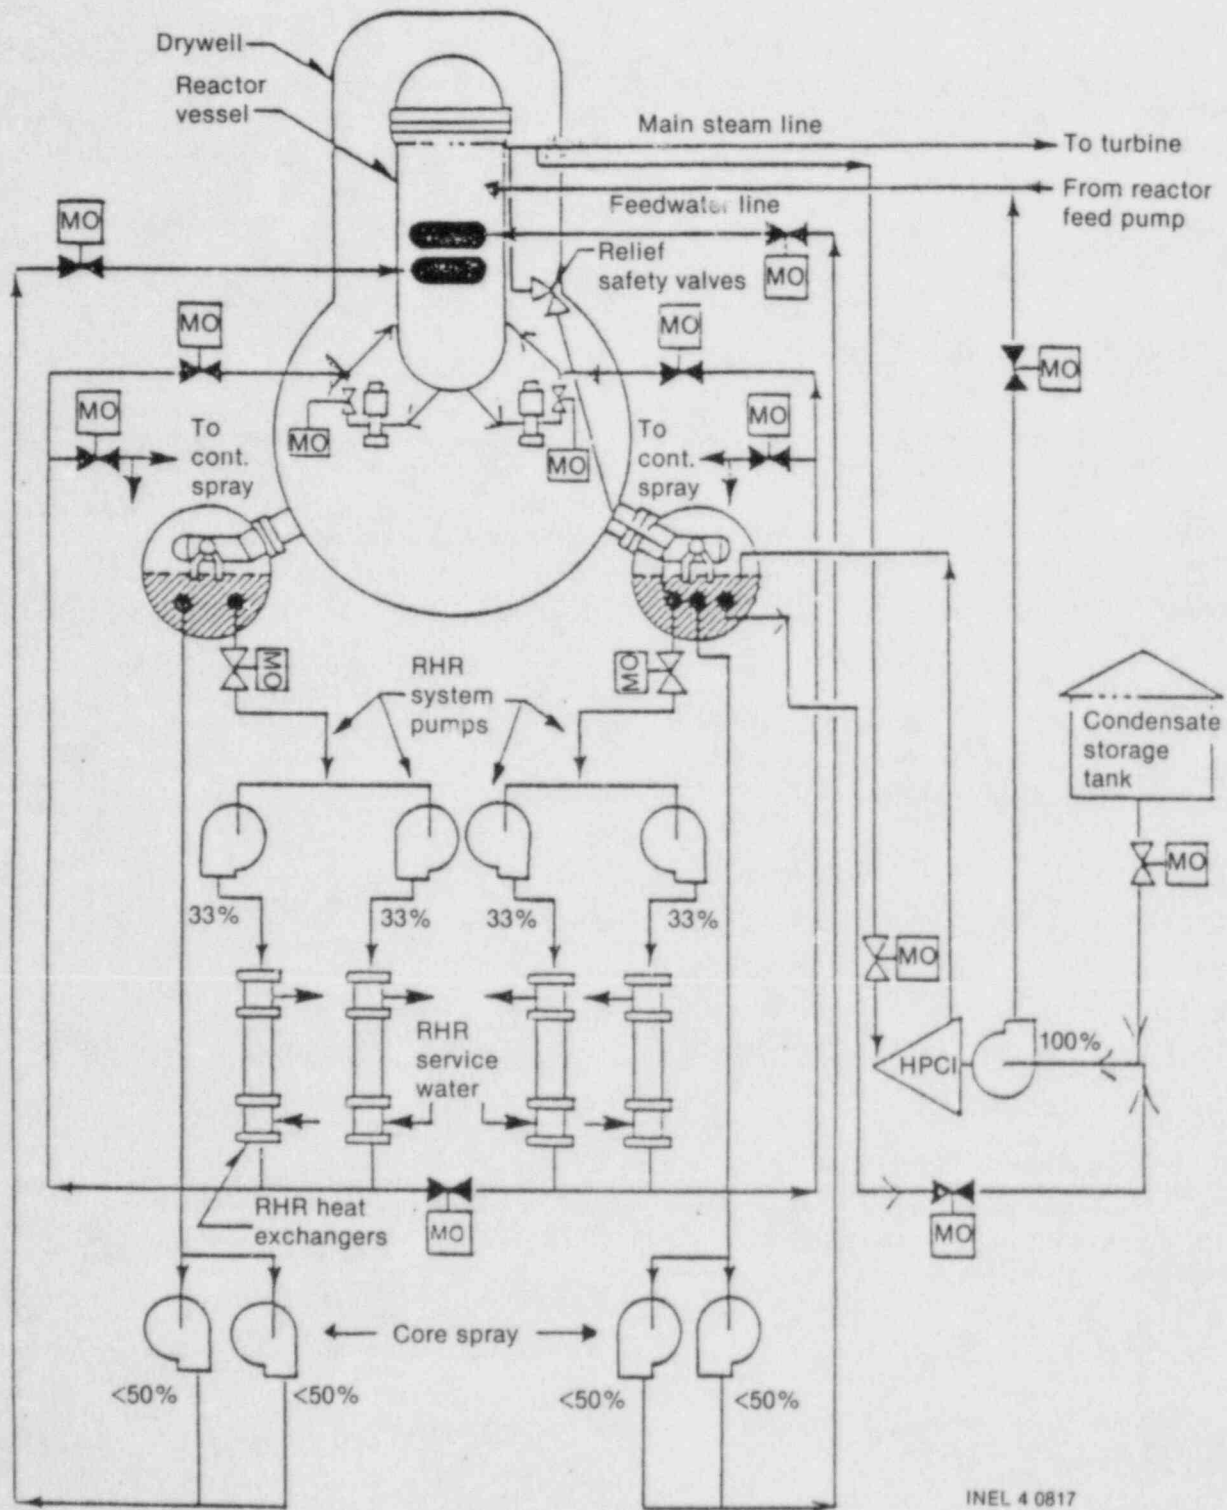 Drywell
Reactor
vessel
Main steam line
To turbine
From reactor
feed pump
Feedwater line
MO
Relief
safety valves
MO
MO
MO
MO
MO
To
cont.
spray
MO
MO
To
cont.
spray
MO
MO
MO
RHR
system
pumps
MO
Condensate
storage
tank
MO
33%
33%
33%
33%
MO
RHR
service
water
HPCI
100%
RHR heat
exchangers
MO
MO
Core spray
<50%
<50%
<50%
<50%
INEL 4 0817